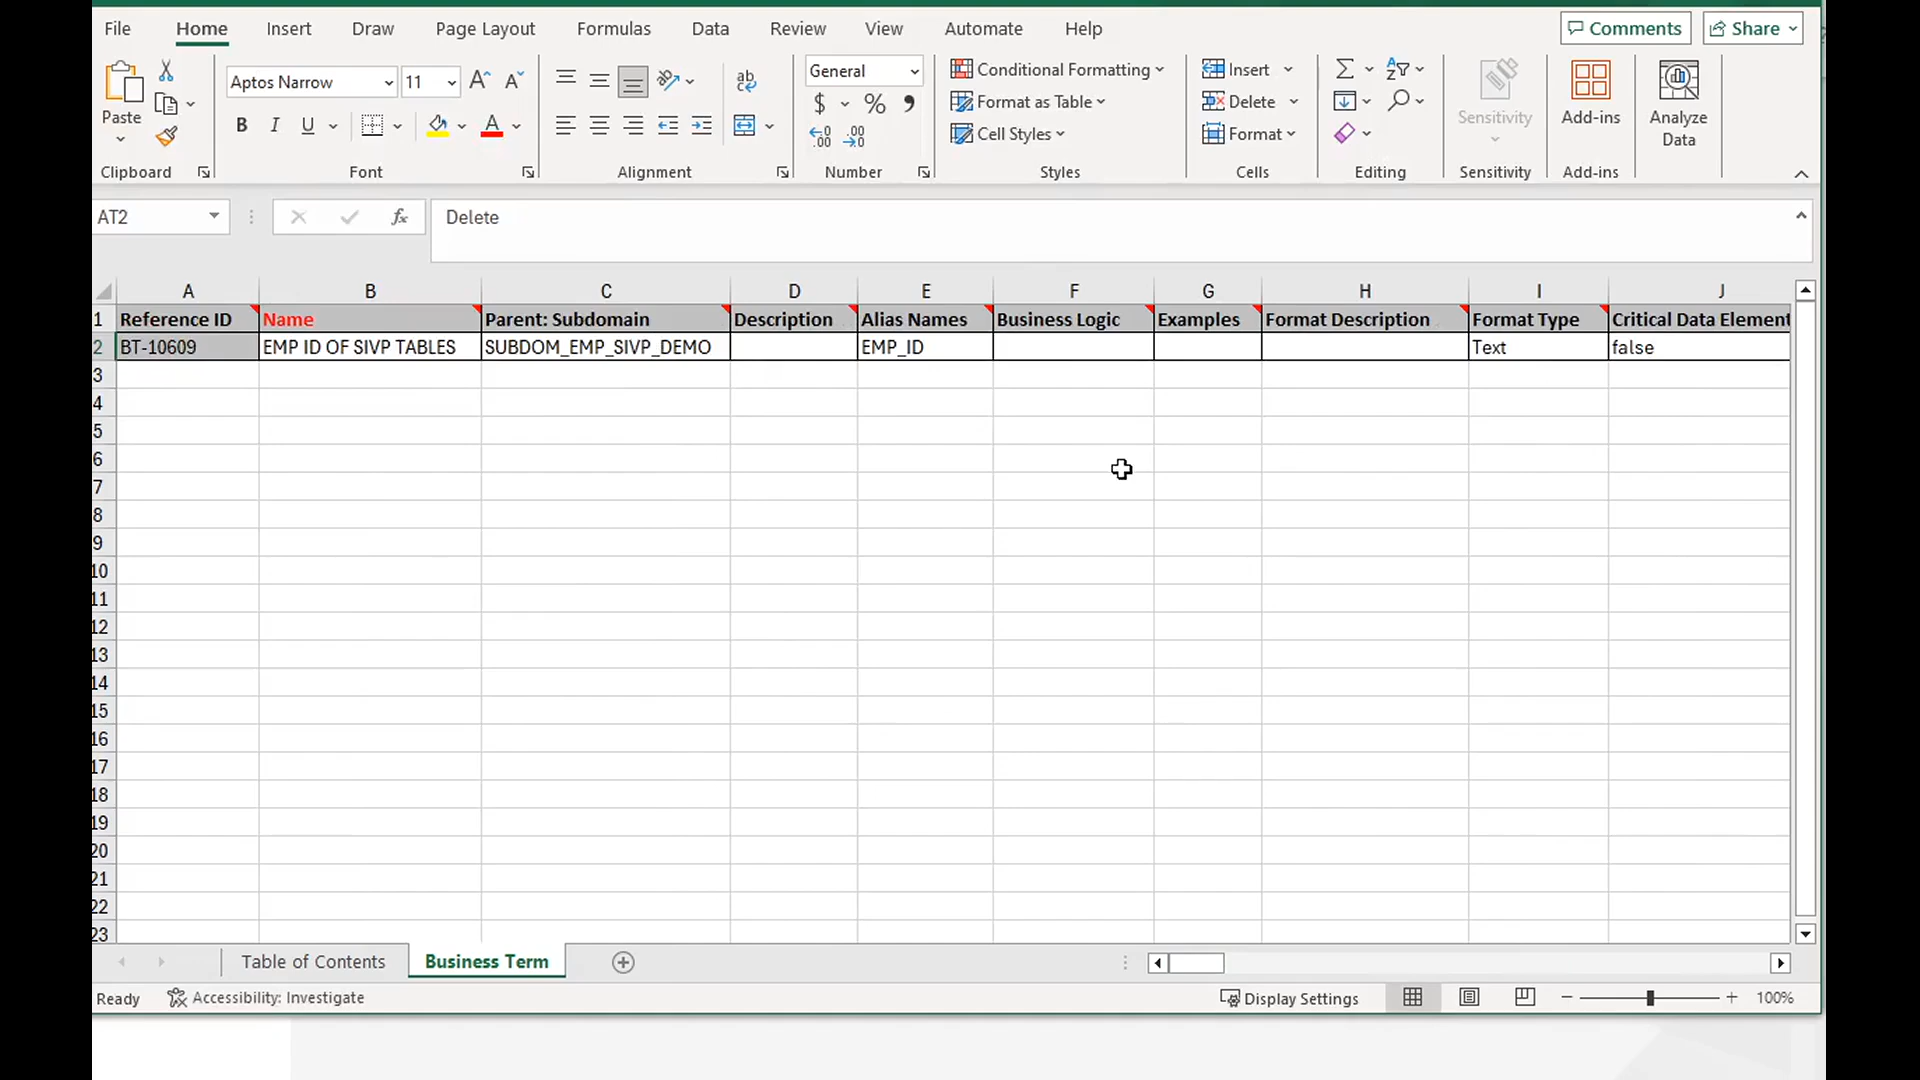 File Home Insert Draw Page Layout Formulas Data Review View Automate Help Comments Share
Paste
Clipboard
Aptos Narrow 11
B I U A
Font
ab
Alignment
General
$ %
Number
Conditional Formatting
Format as Table
Cell Styles
Styles
Insert
Delete
Format
Cells
Editing
Sensitivity
Sensitivity
Add-ins
Add-ins
Analyze
Data
AT2 fx Delete
A B C D E F G H I J
1 Reference ID Name Parent: Subdomain Description Alias Names Business Logic Examples Format Description Format Type Critical Data Element
2 BT-10609 EMP ID OF SIVP TABLES SUBDOM_EMP_SIVP_DEMO EMP_ID Text false
3
4
5
6
7
8
9
10
11
12
13
14
15
16
17
18
19
20
21
22
23
Table of Contents Business Term
Ready Accessibility: Investigate Display Settings 100%